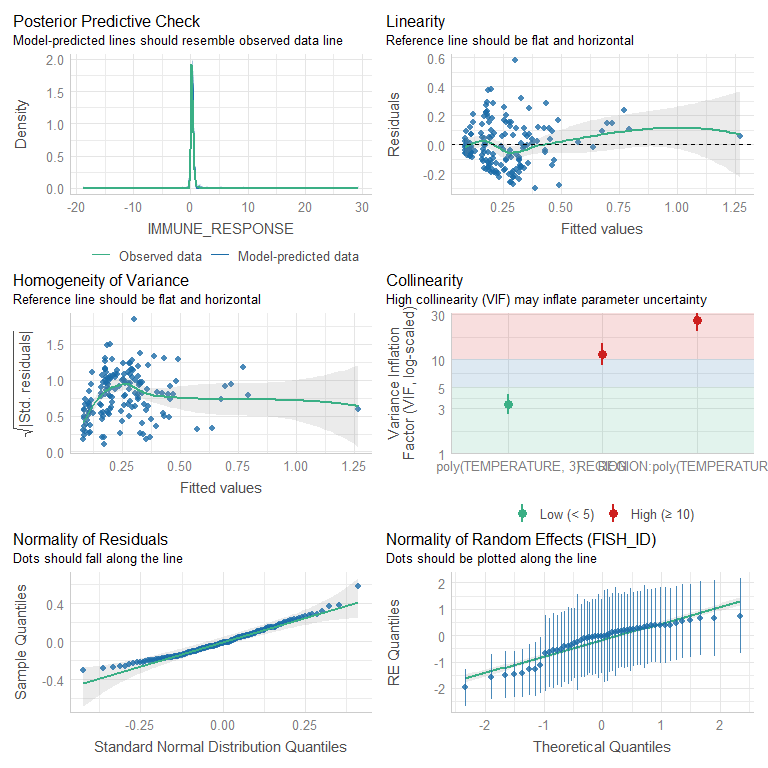 Posterior Predictive Check
Model-predicted lines should resemble observed data line
2.0
1.5
1.0
0.5
0.0
Density
-20
-10
0
10
20
30
IMMUNE_RESPONSE
Observed data
Model-predicted data
Linearity
Reference line should be flat and horizontal
0.6
0.4
0.2
0.0
-0.2
Residuals
0.25
0.50
0.75
1.00
1.25
Fitted values
Homogeneity of Variance
Reference line should be flat and horizontal
1.5
1.0
0.5
0.0
√|Std. residuals|
0.25
0.50
0.75
1.00
1.25
Fitted values
Collinearity
High collinearity (VIF) may inflate parameter uncertainty
30
10
5
3
1
Variance Inflation
Factor (VIF, log-scaled)
poly(TEMPERATURE, 3)
REGION
REGION:poly(TEMPERATUR
Low (< 5)
High (≥ 10)
Normality of Residuals
Dots should fall along the line
0.4
0.0
-0.4
Sample Quantiles
-0.25
0.00
0.25
Standard Normal Distribution Quantiles
Normality of Random Effects (FISH_ID)
Dots should be plotted along the line
2
1
0
-1
-2
RE Quantiles
-2
-1
0
1
2
Theoretical Quantiles